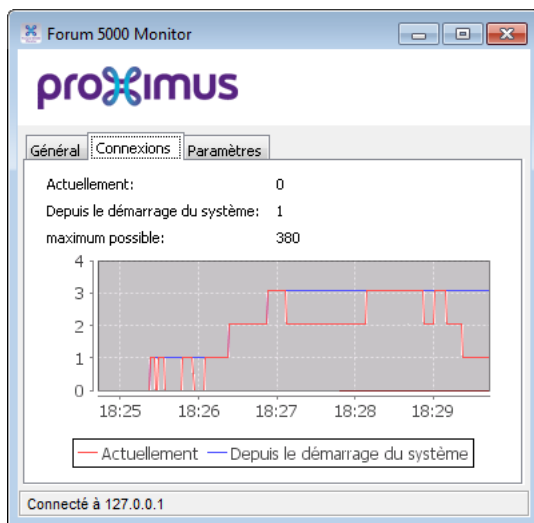 Forum 5000 Monitor
proximus
Général Connexions Paramètres
Actuellement: 0
Depuis le démarrage du système: 1
maximum possible: 380
4
3
2
1
0
18:25 18:26 18:27 18:28 18:29
Actuellement Depuis le démarrage du système
Connecté à 127.0.0.1